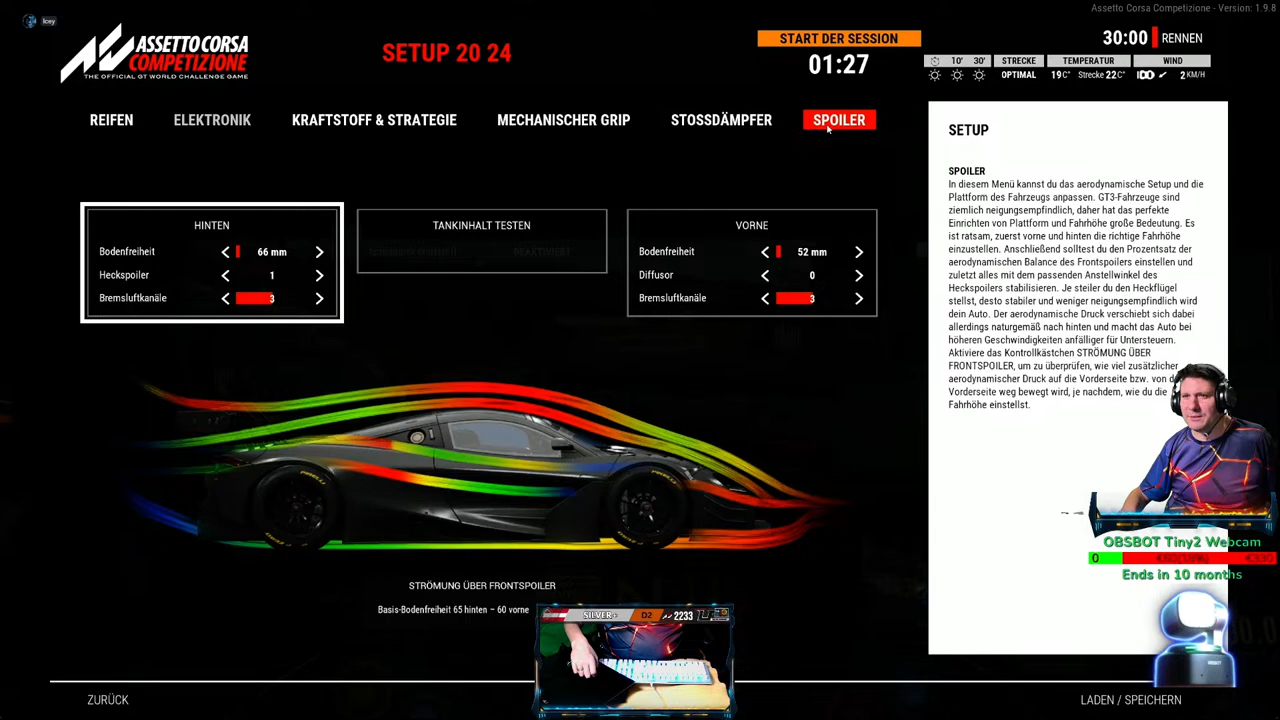 Icey
Assetto Corsa Competizione - Version: 1.9.8
ASSETTO CORSA
COMPETIZIONE
THE OFFICIAL GT WORLD CHALLENGE GAME
SETUP 20 24
START DER SESSION
01:27
30:00 RENNEN
10' 30' STRECKE TEMPERATUR WIND
OPTIMAL 19C° Strecke 22C° 2 KM/H
REIFEN ELEKTRONIK KRAFTSTOFF & STRATEGIE MECHANISCHER GRIP STOSSDÄMPFER SPOILER
HINTEN
Bodenfreiheit 66 mm
Heckspoiler 1
Bremsluftkanäle 3
TANKINHALT TESTEN
DEAKTIVIERT
VORNE
Bodenfreiheit 52 mm
Diffusor 0
Bremsluftkanäle 3
SETUP
SPOILER
In diesem Menü kannst du das aerodynamische Setup und die
Plattform des Fahrzeugs anpassen. GT3-Fahrzeuge sind
ziemlich neigungsempfindlich, daher hat das perfekte
Einrichten von Plattform und Fahrhöhe große Bedeutung. Es
ist ratsam, zuerst vorne und hinten die richtige Fahrhöhe
einzustellen. Anschließend solltest du den Prozentsatz der
aerodynamischen Balance des Frontspoilers einstellen und
zuletzt alles mit dem passenden Anstellwinkel des
Heckspoilers stabilisieren. Je steiler du den Heckflügel
stellst, desto stabiler und weniger neigungsempfindlich wird
dein Auto. Der aerodynamische Druck verschiebt sich dabei
allerdings naturgemäß nach hinten und macht das Auto bei
höheren Geschwindigkeiten anfälliger für Untersteuern.
Aktiviere das Kontrollkästchen STRÖMUNG ÜBER
FRONTSPOILER, um zu überprüfen, wie viel zusätzlicher
aerodynamischer Druck auf die Vorderseite bzw. von de
Vorderseite weg bewegt wird, je nachdem, wie du die
Fahrhöhe einstellst.
PIRELLI
PIRELLI
STRÖMUNG ÜBER FRONTSPOILER
Basis-Bodenfreiheit 65 hinten – 60 vorne
SILVER+ D2 2233
OBSBOT Tiny2 Webcam
0
Ends in 10 months
OBSBOT
ZURÜCK
LADEN / SPEICHERN